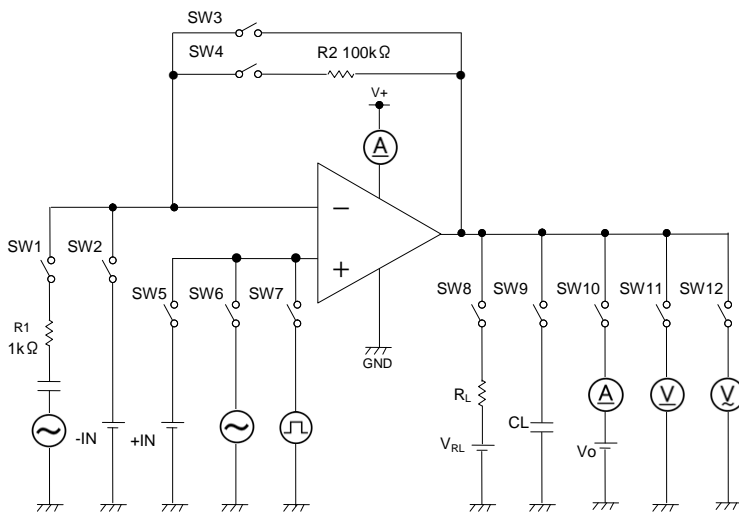 SW3
SW4
R2 100kΩ
V+
A
−
+
SW1
SW2
SW5
SW6
SW7
SW8
SW9
SW10
SW11
SW12
R1
1kΩ
GND
-IN
+IN
RL
VRL
CL
A
Vo
V
V